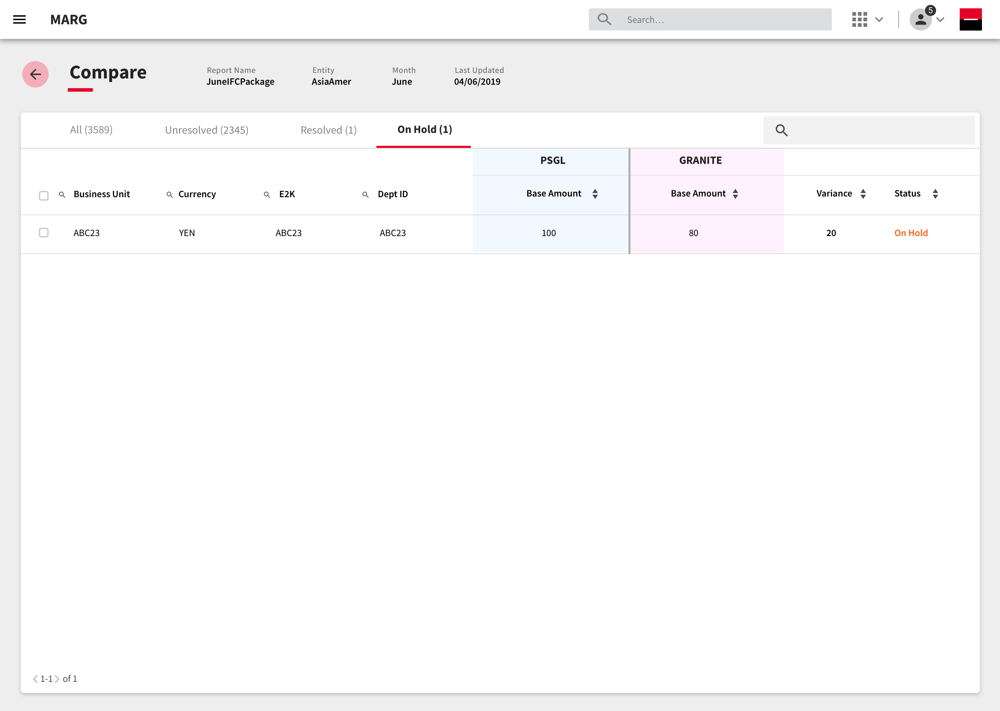 MARG
Search...
5
Compare
Report Name
JuneIFCPackage
Entity
AsiaAmer
Month
June
Last Updated
04/06/2019
All (3589)
Unresolved (2345)
Resolved (1)
On Hold (1)
PSGL
GRANITE
Business Unit
Currency
E2K
Dept ID
Base Amount
Base Amount
Variance
Status
ABC23
YEN
ABC23
ABC23
100
80
20
On Hold
1-1
of 1